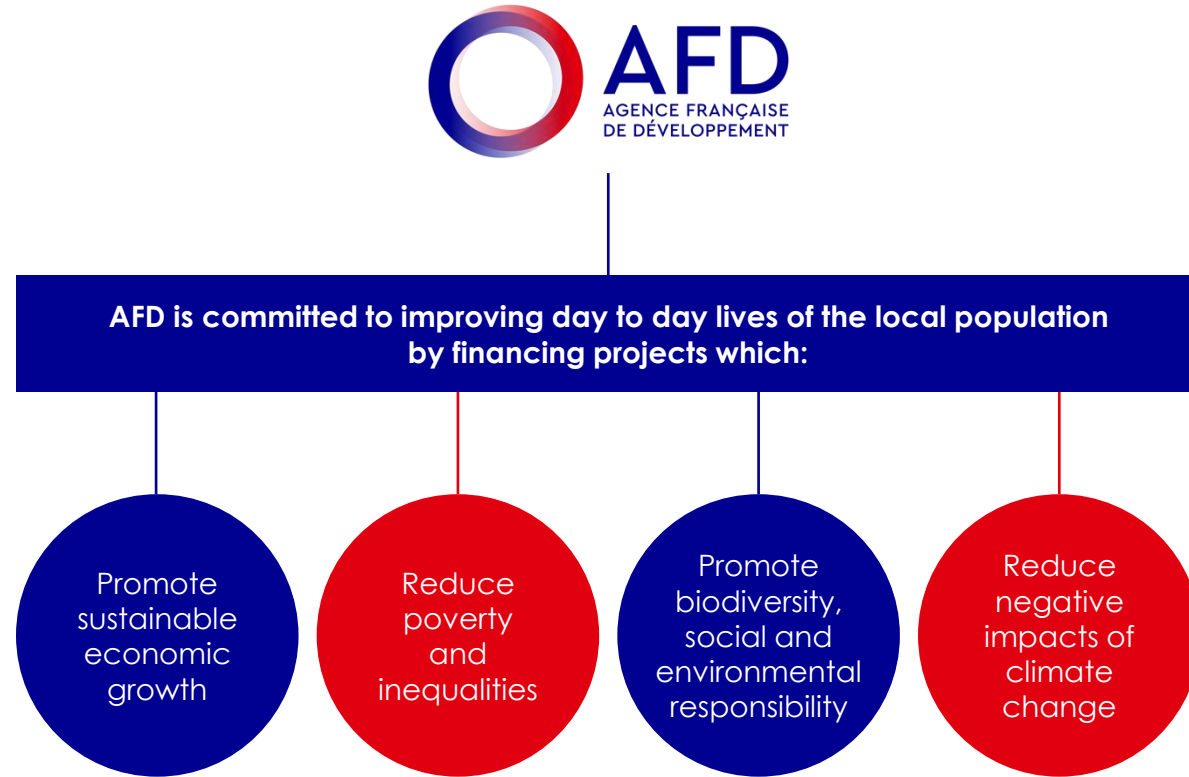 AFD
AGENCE FRANÇAISE
DE DÉVELOPPEMENT
AFD is committed to improving day to day lives of the local population
by financing projects which:
Promote
sustainable
economic
growth
Reduce
poverty
and
inequalities
Promote
biodiversity,
social and
environmental
responsibility
Reduce
negative
impacts of
climate
change